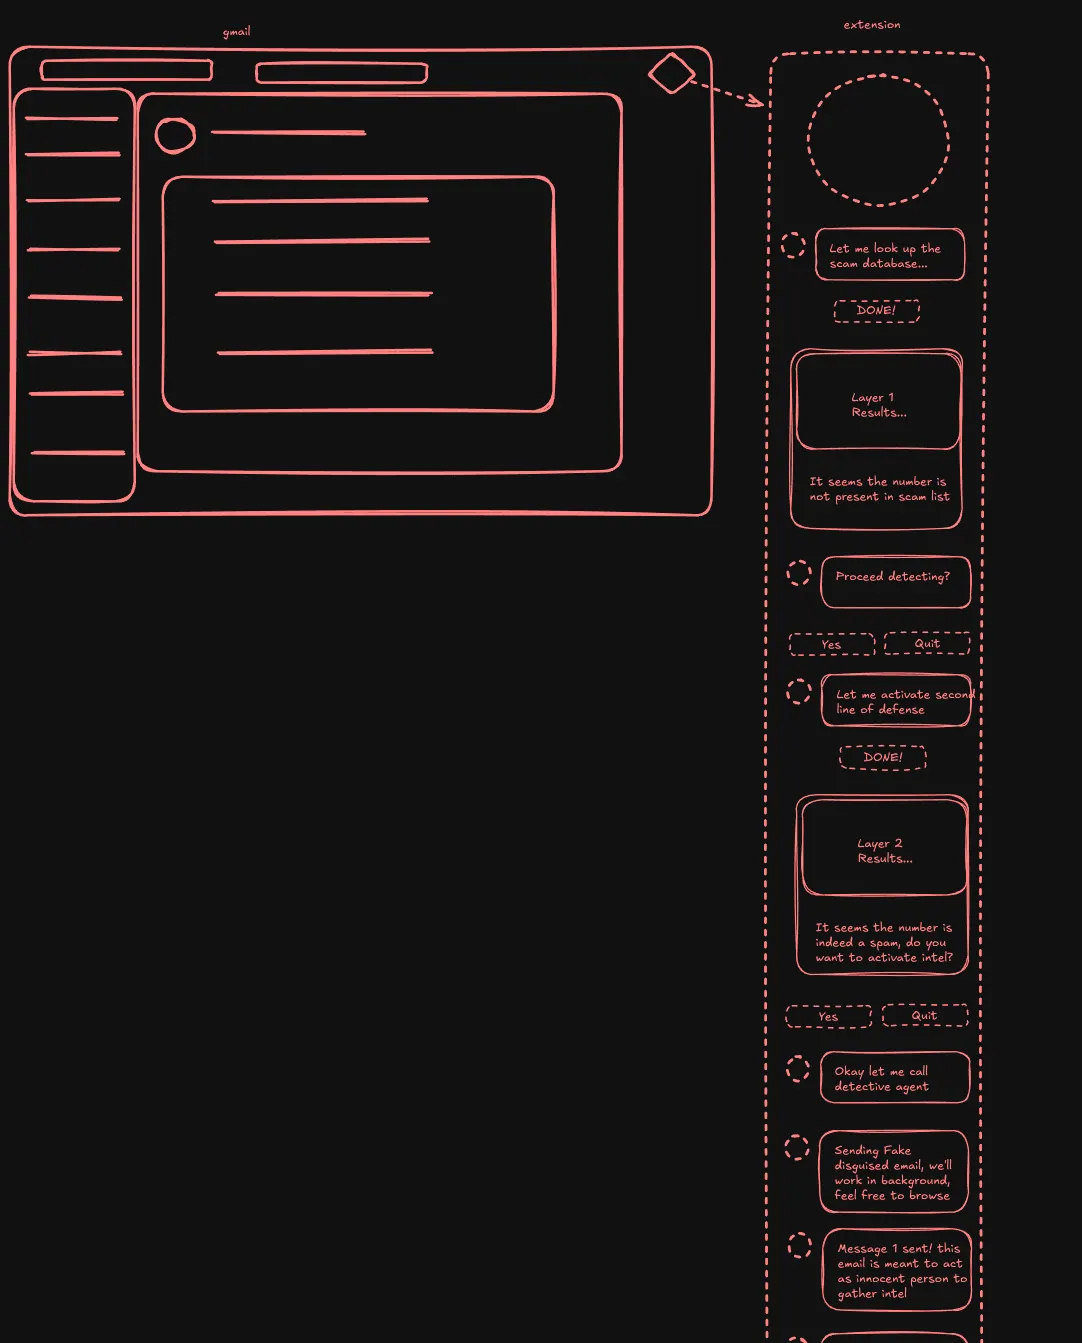 gmail
extension
Let me look up the
scam database...
DONE!
Layer 1
Results...
It seems the number is
not present in scam list
Proceed detecting?
Yes
Quit
Let me activate second
line of defense
DONE!
Layer 2
Results...
It seems the number is
indeed a spam, do you
want to activate intel?
Yes
Quit
Okay let me call
detective agent
Sending Fake
disguised email, we'll
work in background,
feel free to browse
Message 1 sent! this
email is meant to act
as innocent person to
gather intel